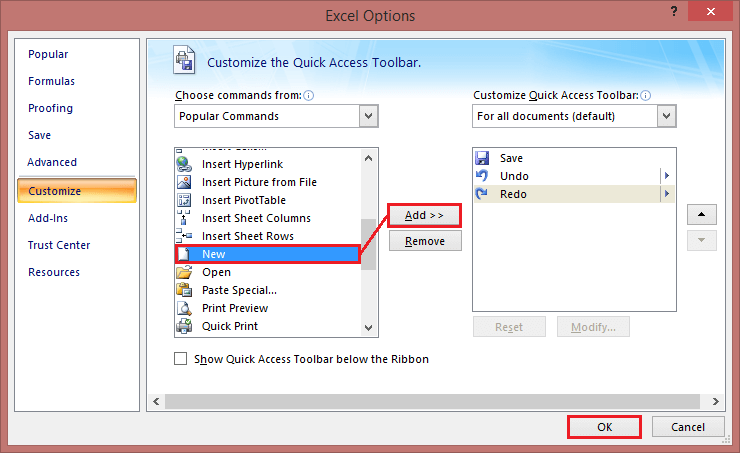 Excel Options
?
Popular
Formulas
Proofing
Save
Advanced
Customize
Add-Ins
Trust Center
Resources
Customize the Quick Access Toolbar.
Choose commands from:
Popular Commands
Insert Hyperlink
Insert Picture from File
Insert PivotTable
Insert Sheet Columns
Insert Sheet Rows
New
Open
Paste Special...
Print Preview
Quick Print
Add >>
Remove
Customize Quick Access Toolbar:
For all documents (default)
Save
Undo
Redo
Reset
Modify...
Show Quick Access Toolbar below the Ribbon
OK
Cancel